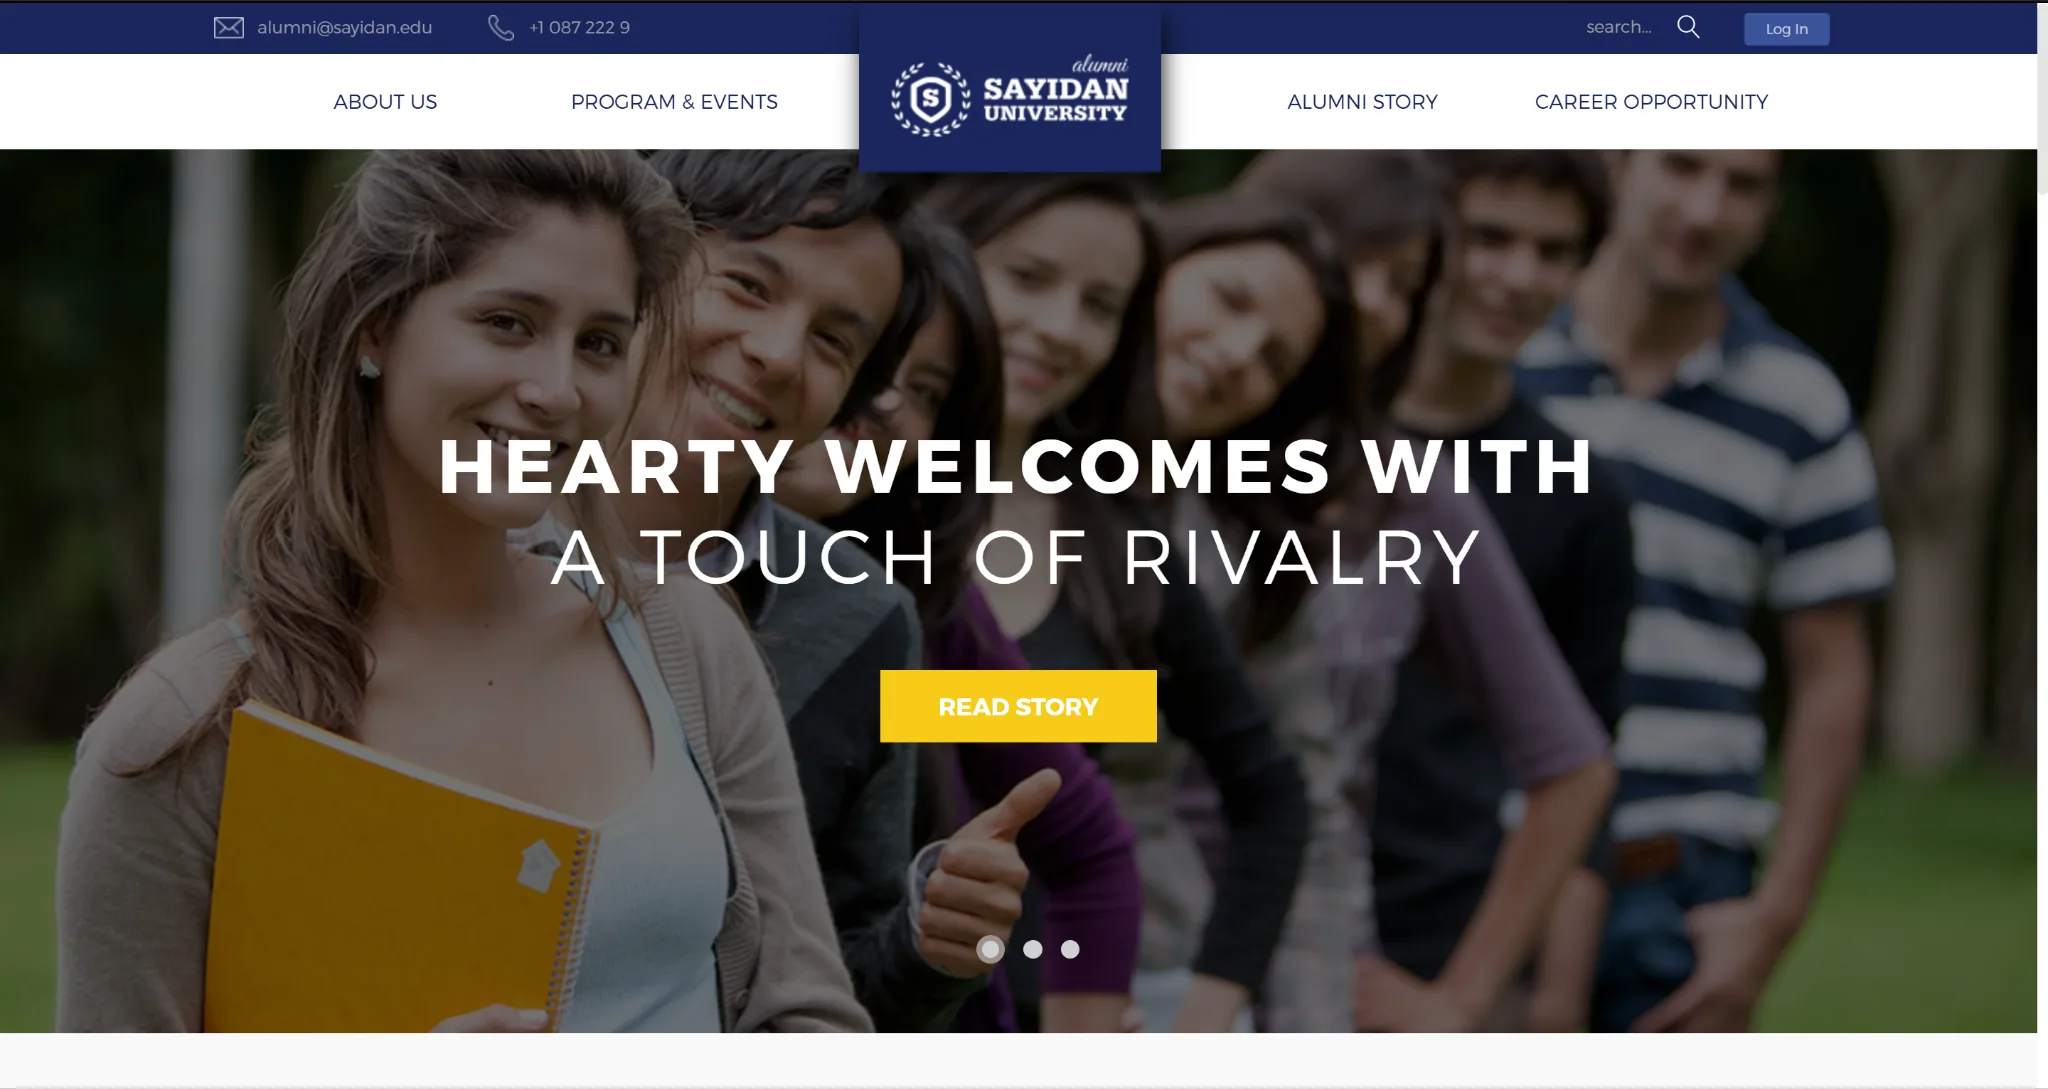 alumni@sayidan.edu
+1 087 222 9
search...
Log In
ABOUT US
PROGRAM & EVENTS
S
alumni
SAYIDAN
UNIVERSITY
ALUMNI STORY
CAREER OPPORTUNITY
HEARTY WELCOMES WITH
A TOUCH OF RIVALRY
READ STORY